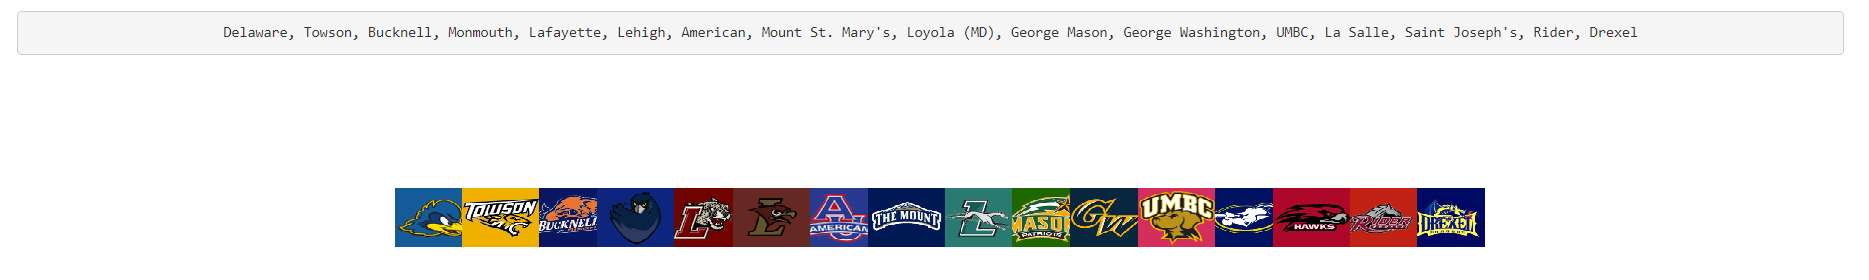 Delaware, Towson, Bucknell, Monmouth, Lafayette, Lehigh, American, Mount St. Mary's, Loyola (MD), George Mason, George Washington, UMBC, La Salle, Saint Joseph's, Rider, Drexel
TOWSON BUCKNELL L L AU AMERICAN THE MOUNT L MASON PATRIOTS GW UMBC HAWKS RIDER DREXEL